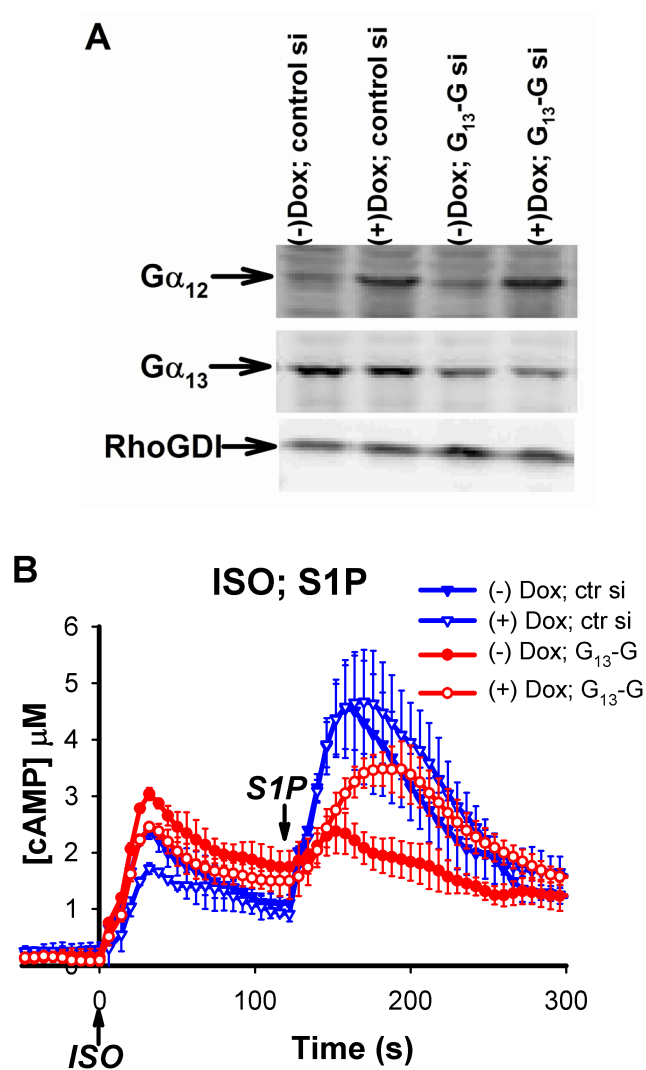 A
(-)Dox; control si
(+)Dox; control si
(-)Dox; G13-G si
(+)Dox; G13-G si
Gα12
Gα13
RhoGDI
B
ISO; S1P
(-) Dox; ctr si
(+) Dox; ctr si
(-) Dox; G13-G
(+) Dox; G13-G
[cAMP] μM
6
5
4
3
2
1
0
S1P
0
100
200
300
ISO
Time (s)